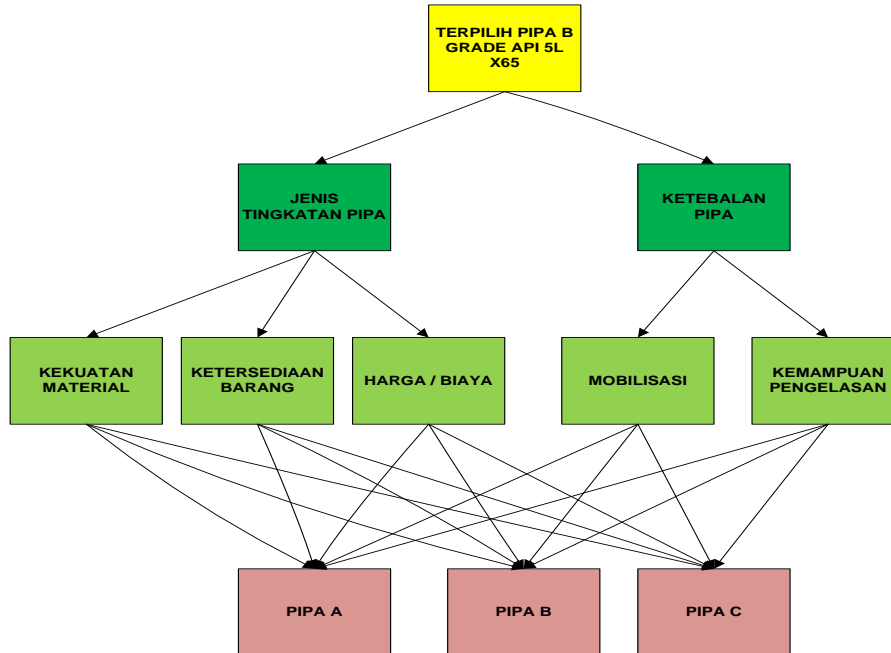 TERPILIH PIPA B
GRADE API 5L
X65
JENIS
TINGKATAN PIPA
KETEBALAN
PIPA
KEKUATAN
MATERIAL
KETERSEDIAAN
BARANG
HARGA / BIAYA
MOBILISASI
KEMAMPUAN
PENGELASAN
PIPA A
PIPA B
PIPA C